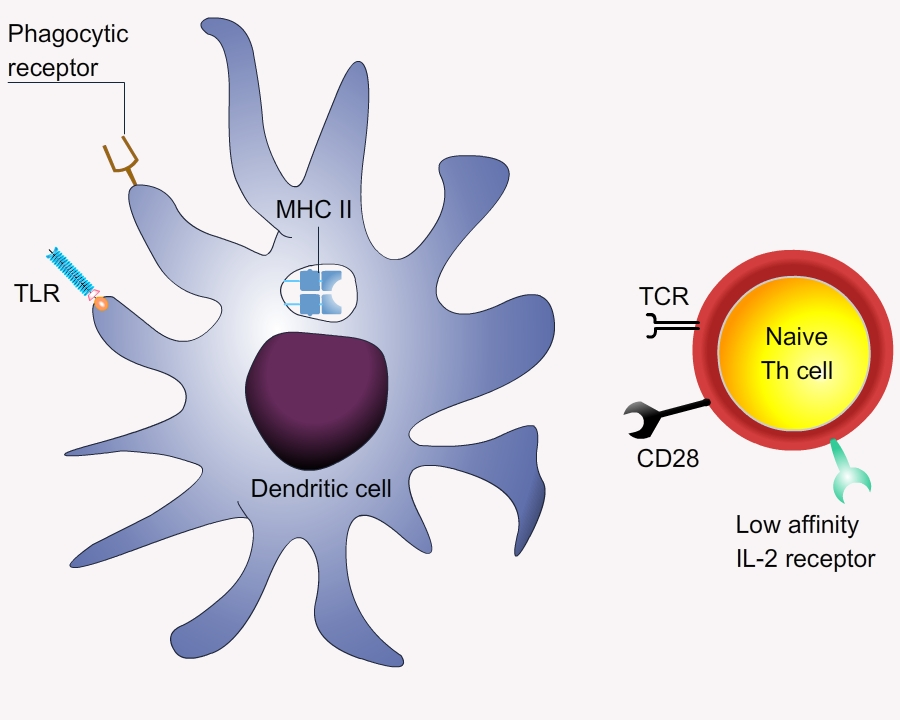 Phagocytic
receptor
MHC II
TLR
TCR
Naive
Th cell
CD28
Dendritic cell
Low affinity
IL-2 receptor